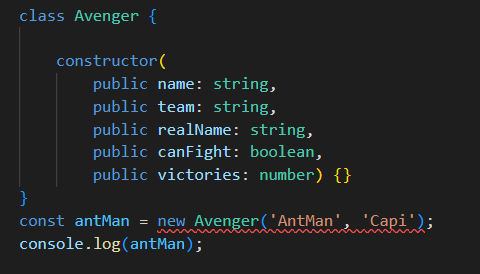 class Avenger {
constructor(
public name: string,
public team: string,
public realName: string,
public canFight: boolean,
public victories: number) {}
}
const antMan = new Avenger('AntMan', 'Capi');
console.log(antMan);